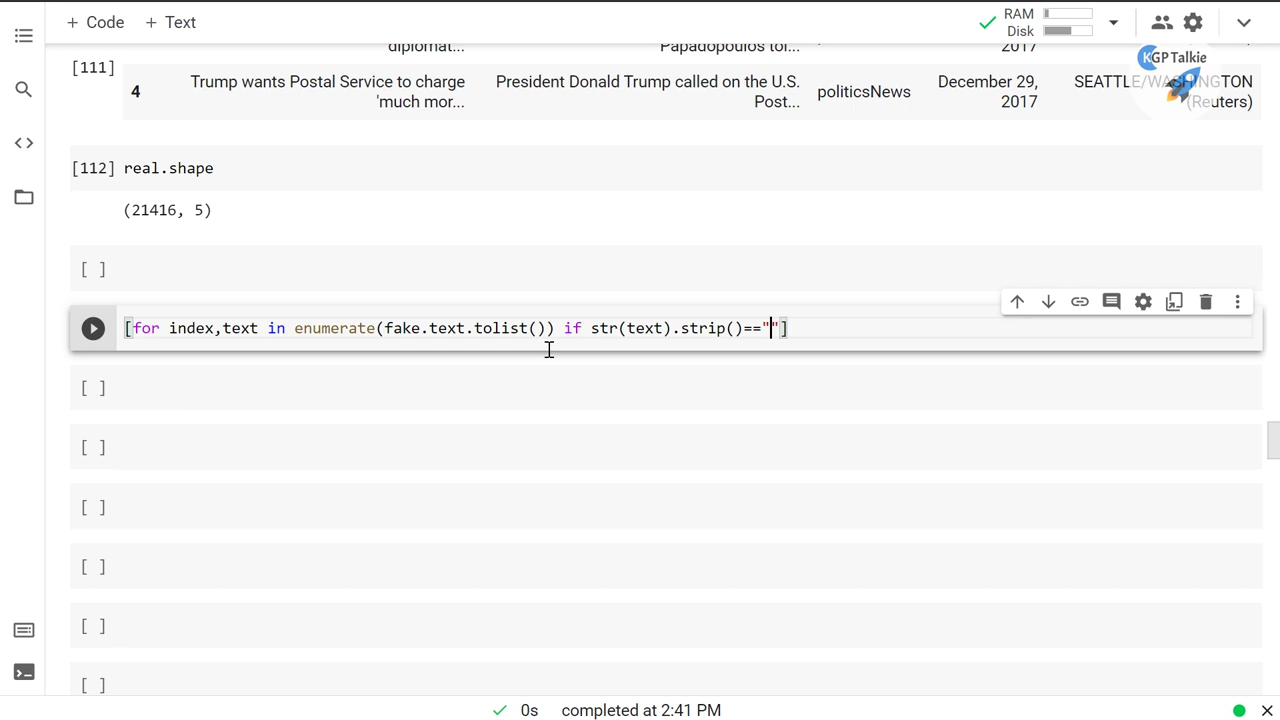 + Code + Text
RAM
Disk
KGPTalkie
diplomat... Papadopoulos tol... 2017
[111]
4 Trump wants Postal Service to charge 'much mor... President Donald Trump called on the U.S. Post... politicsNews December 29, 2017 SEATTLE/WASHINGTON (Reuters)
[112] real.shape
(21416, 5)
[ ]
[for index,text in enumerate(fake.text.tolist()) if str(text).strip()==""]
[ ]
[ ]
[ ]
[ ]
[ ]
[ ]
0s completed at 2:41 PM